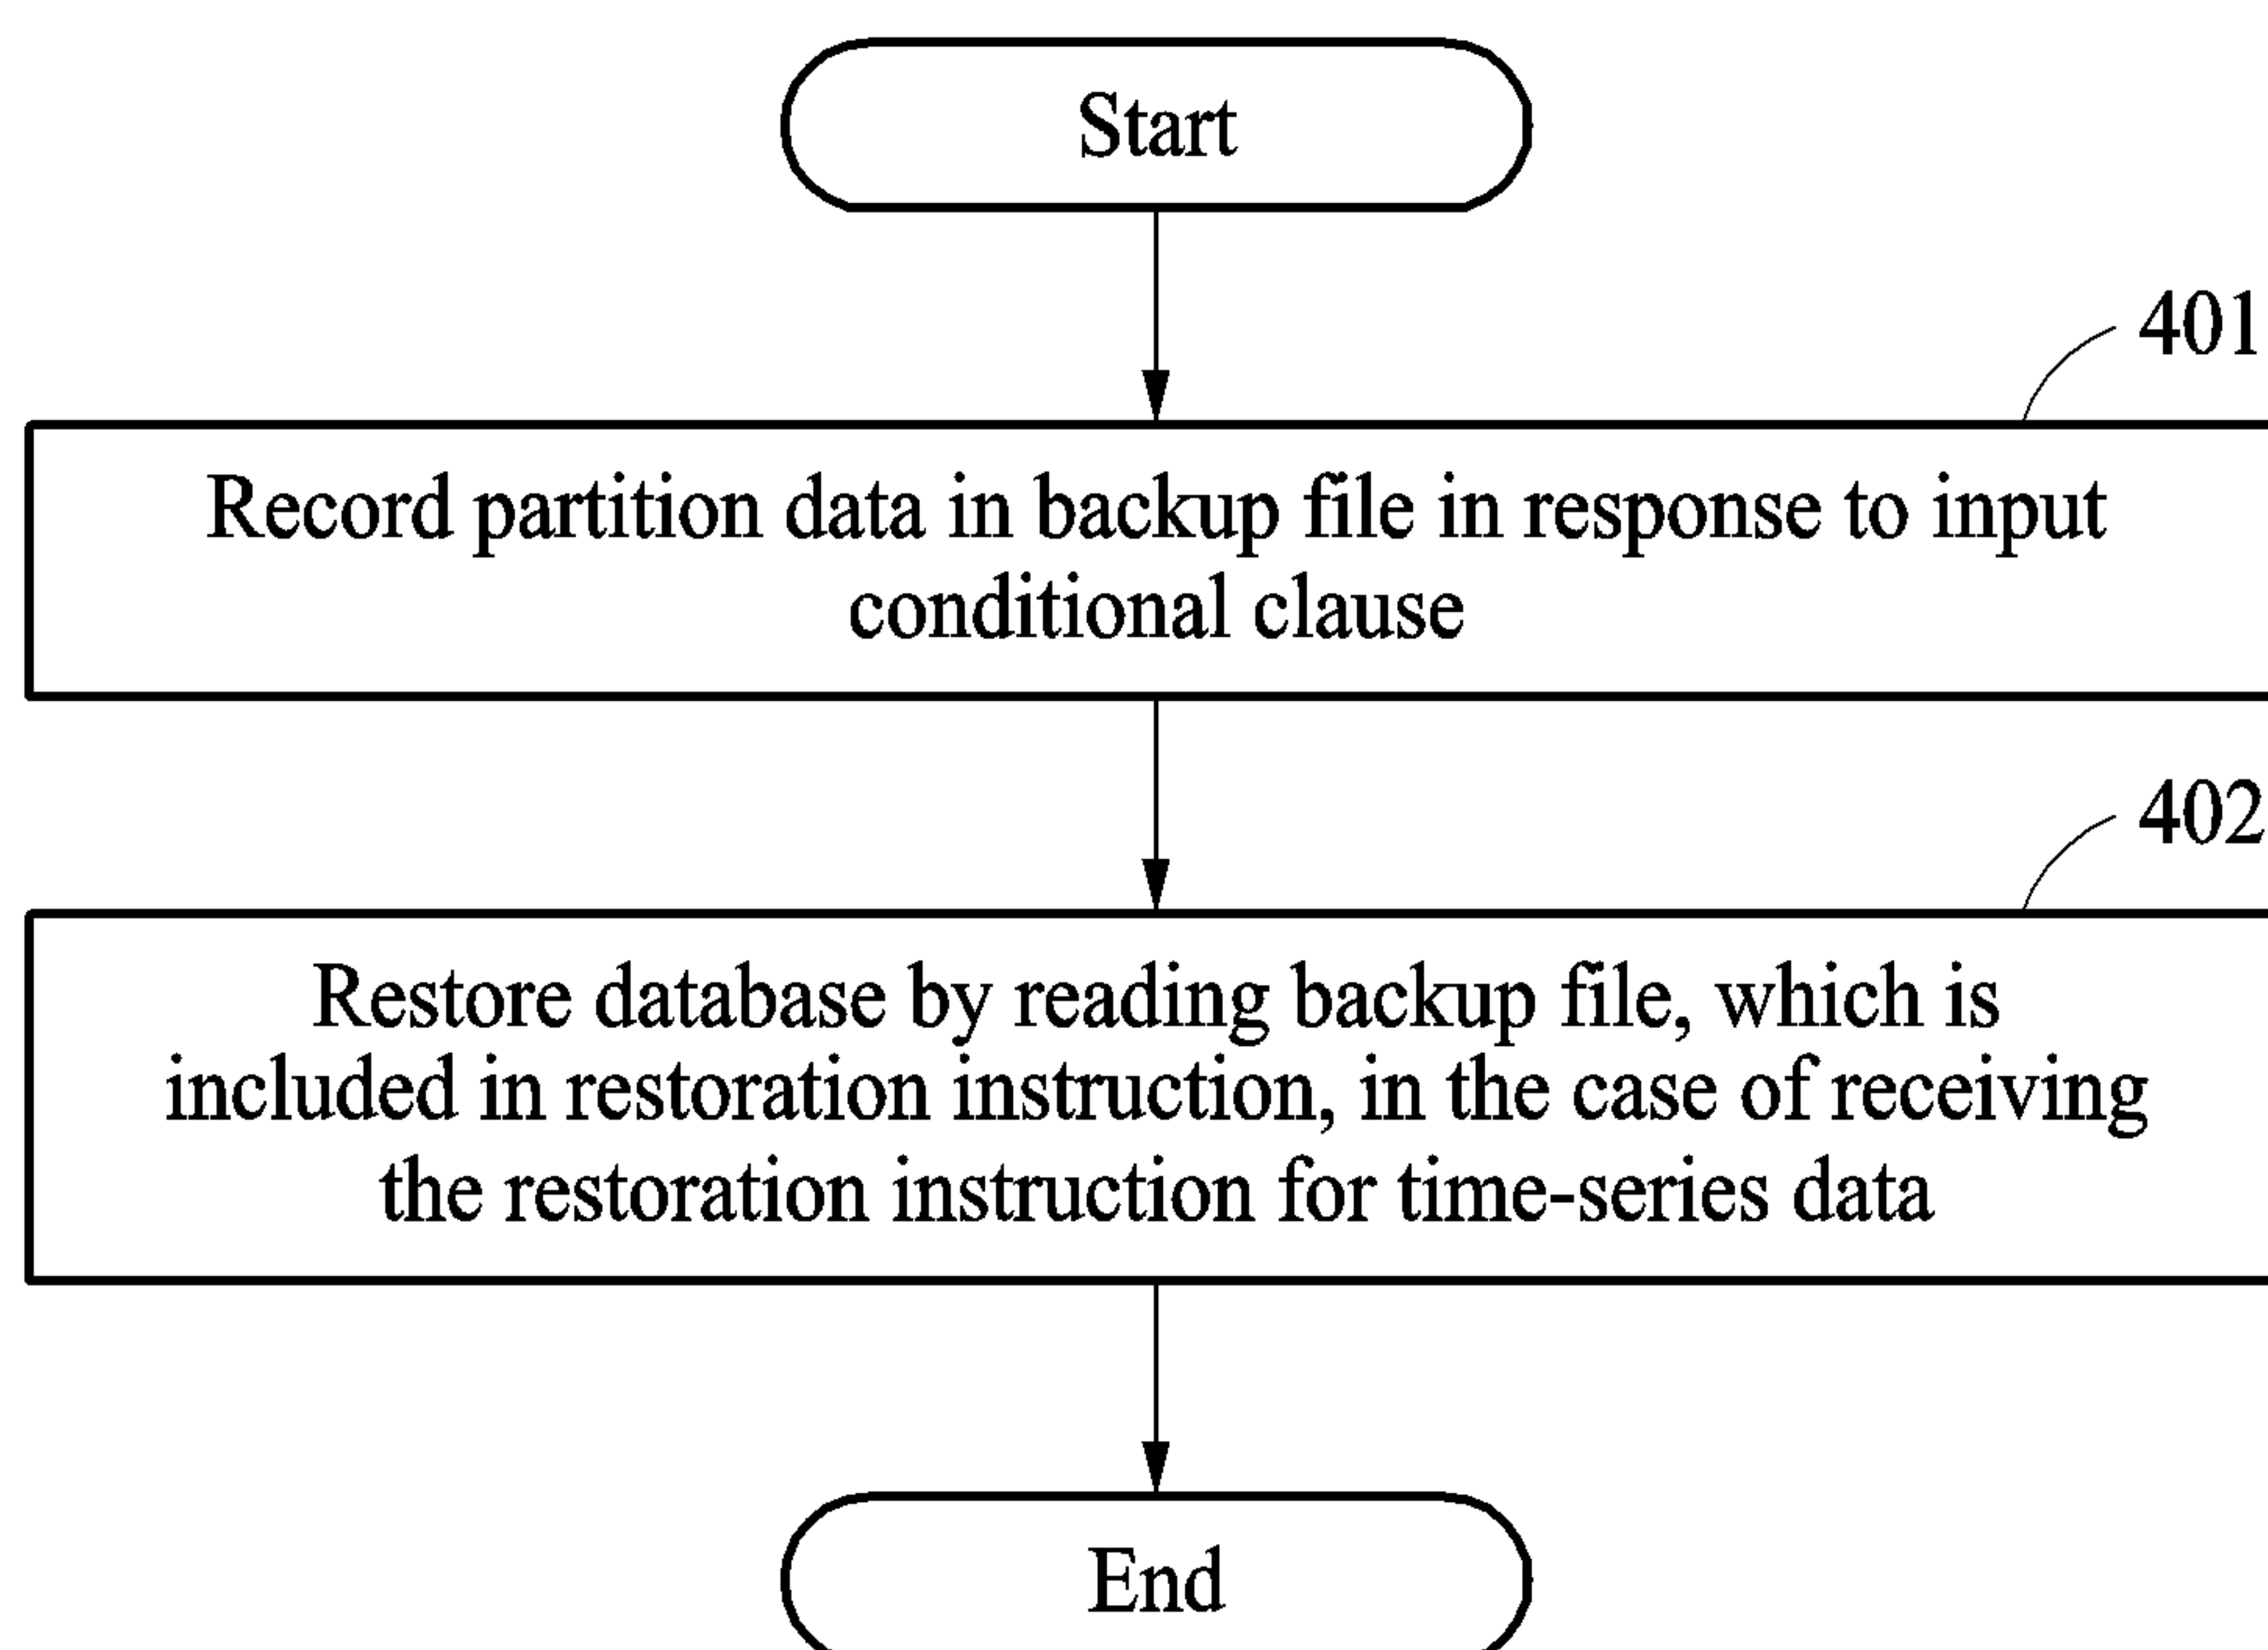 Start
401
Record partition data in backup file in response to input
conditional clause
402
Restore database by reading backup file, which is
included in restoration instruction, in the case of receiving
the restoration instruction for time-series data
End